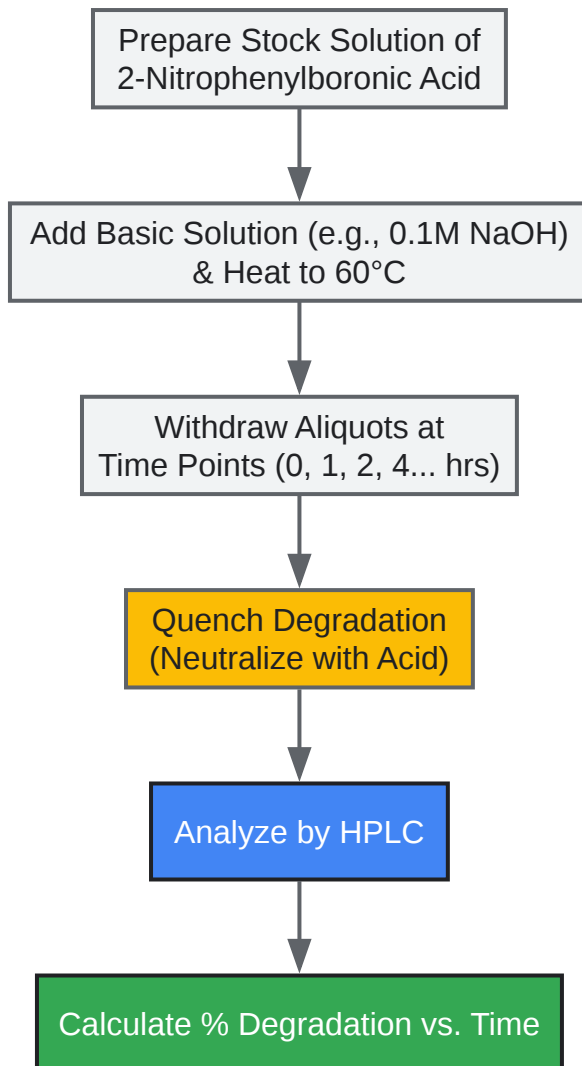 Prepare Stock Solution of
2-Nitrophenylboronic Acid
Add Basic Solution (e.g., 0.1M NaOH)
& Heat to 60°C
Withdraw Aliquots at
Time Points (0, 1, 2, 4... hrs)
Quench Degradation
(Neutralize with Acid)
Analyze by HPLC
Calculate % Degradation vs. Time